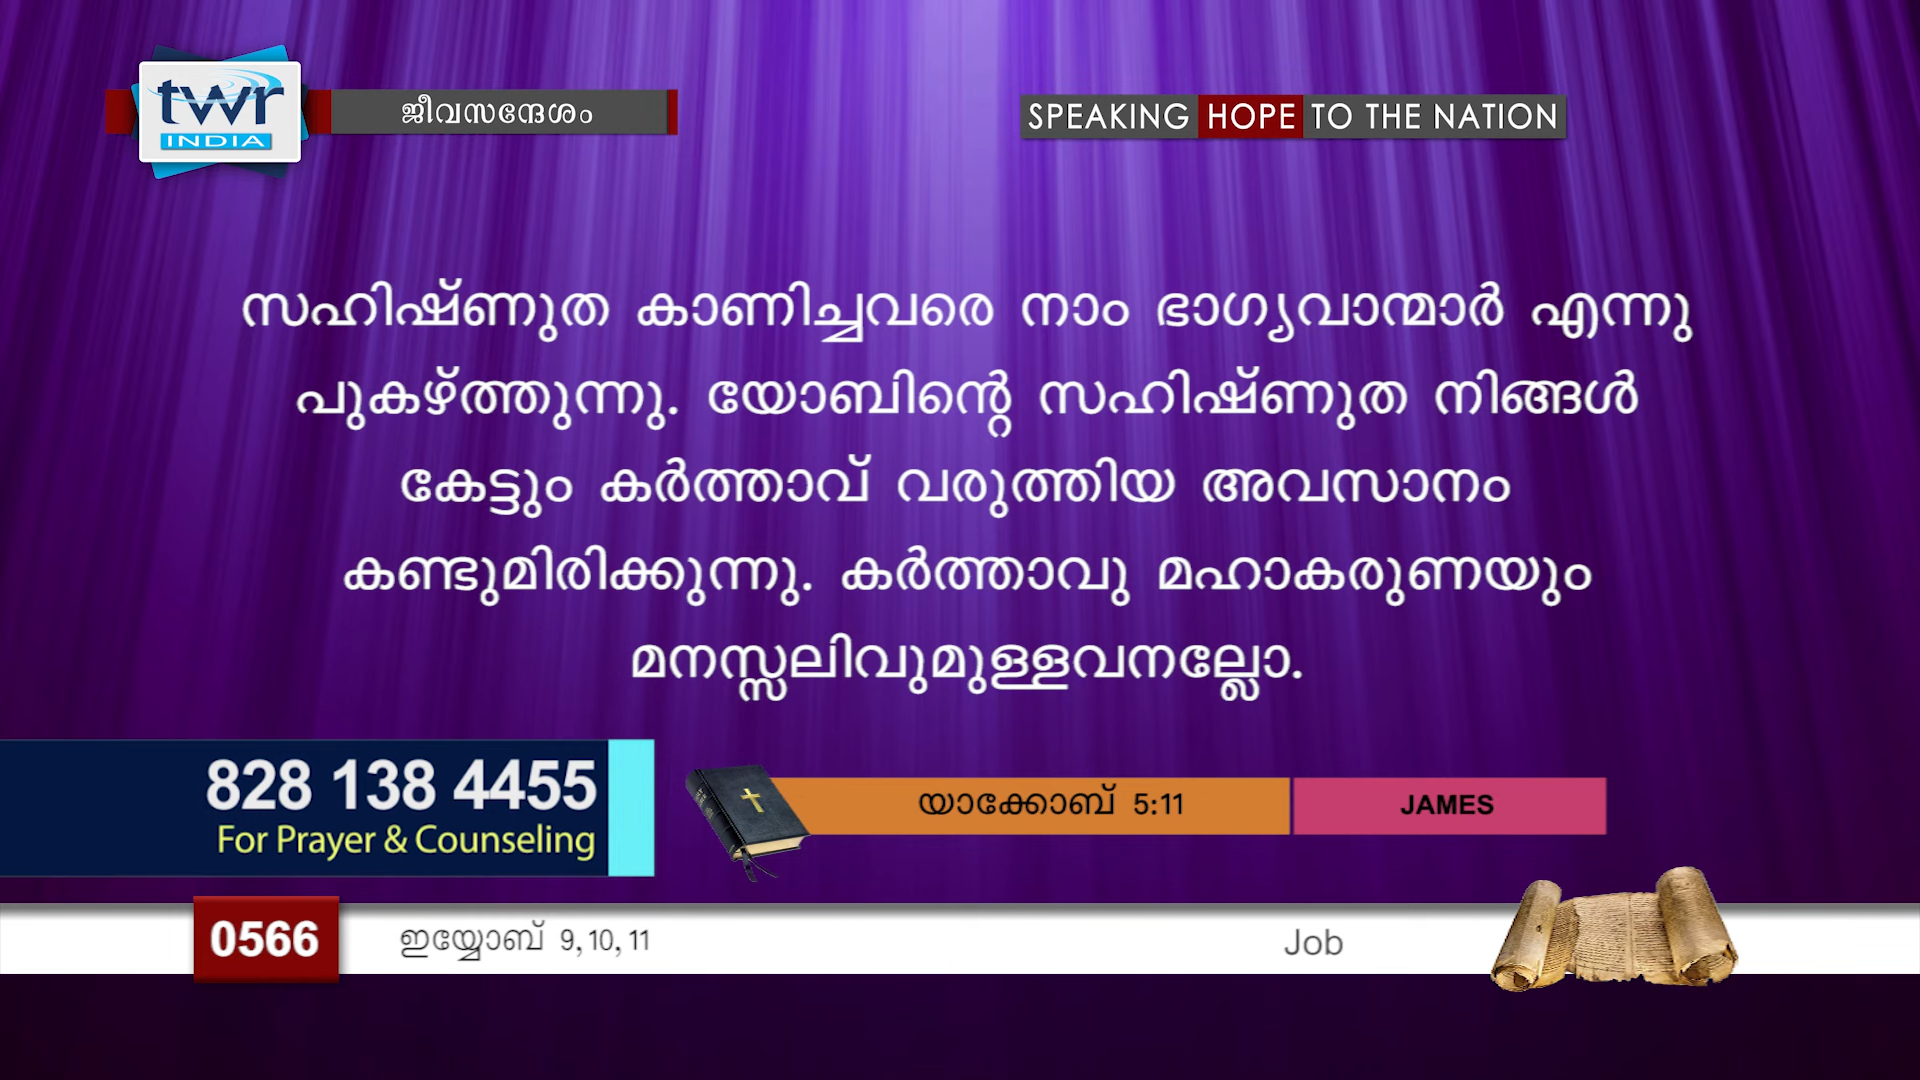 twr
INDIA
ജീവസന്ദേശം
SPEAKING HOPE TO THE NATION
സഹിഷ്ണുത കാണിച്ചവരെ നാം ഭാഗ്യവാന്മാർ എന്നു
പുകഴ്ത്തുന്നു. യോബിന്റെ സഹിഷ്ണുത നിങ്ങൾ
കേട്ടും കർത്താവ് വരുത്തിയ അവസാനം
കണ്ടുമിരിക്കുന്നു. കർത്താവു മഹാകരുണയും
മനസ്സലിവുമുള്ളവനല്ലോ.
828 138 4455
For Prayer & Counseling
യാക്കോബ് 5:11
JAMES
0566
ഇയ്യോബ് 9, 10, 11
Job